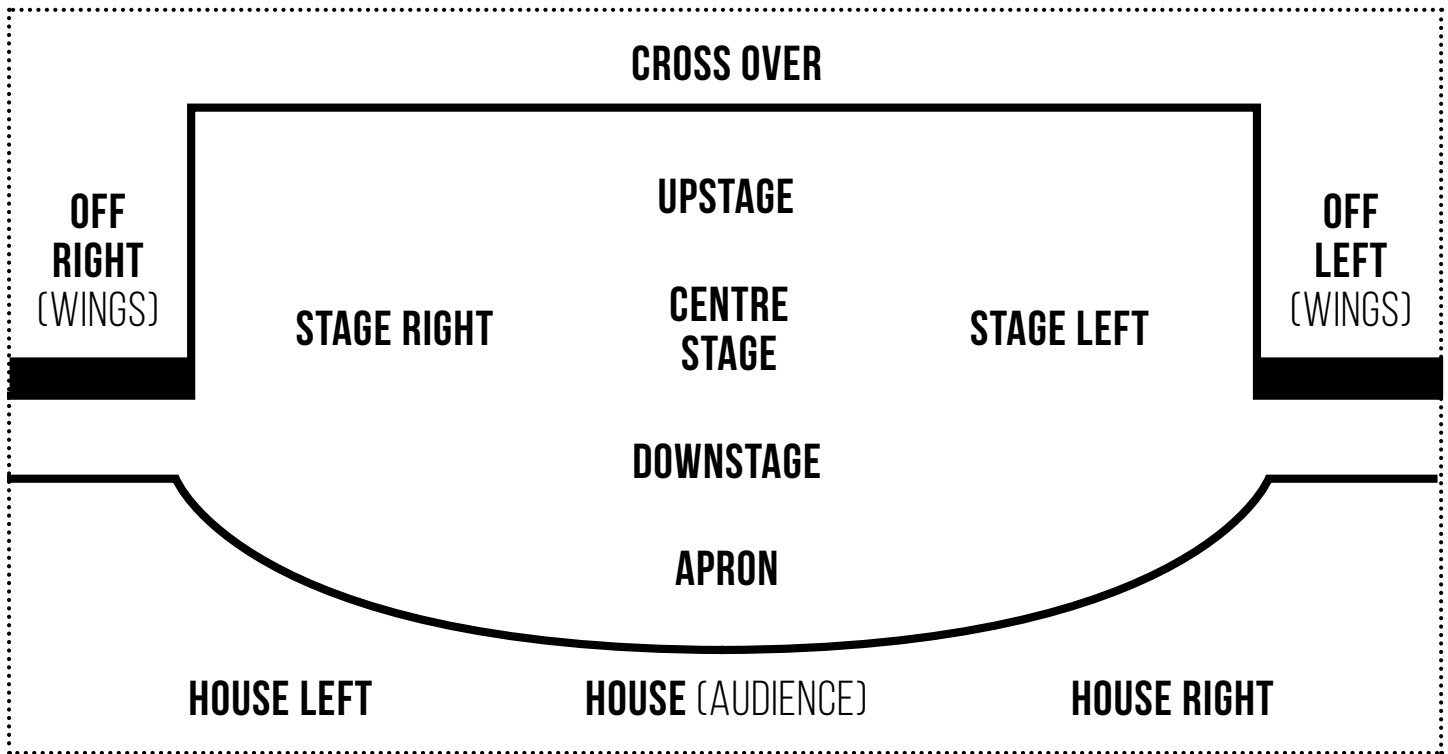 CROSS OVER
UPSTAGE
OFF
RIGHT
(WINGS)
STAGE RIGHT
CENTRE
STAGE
STAGE LEFT
OFF
LEFT
(WINGS)
DOWNSTAGE
APRON
HOUSE LEFT
HOUSE (AUDIENCE)
HOUSE RIGHT